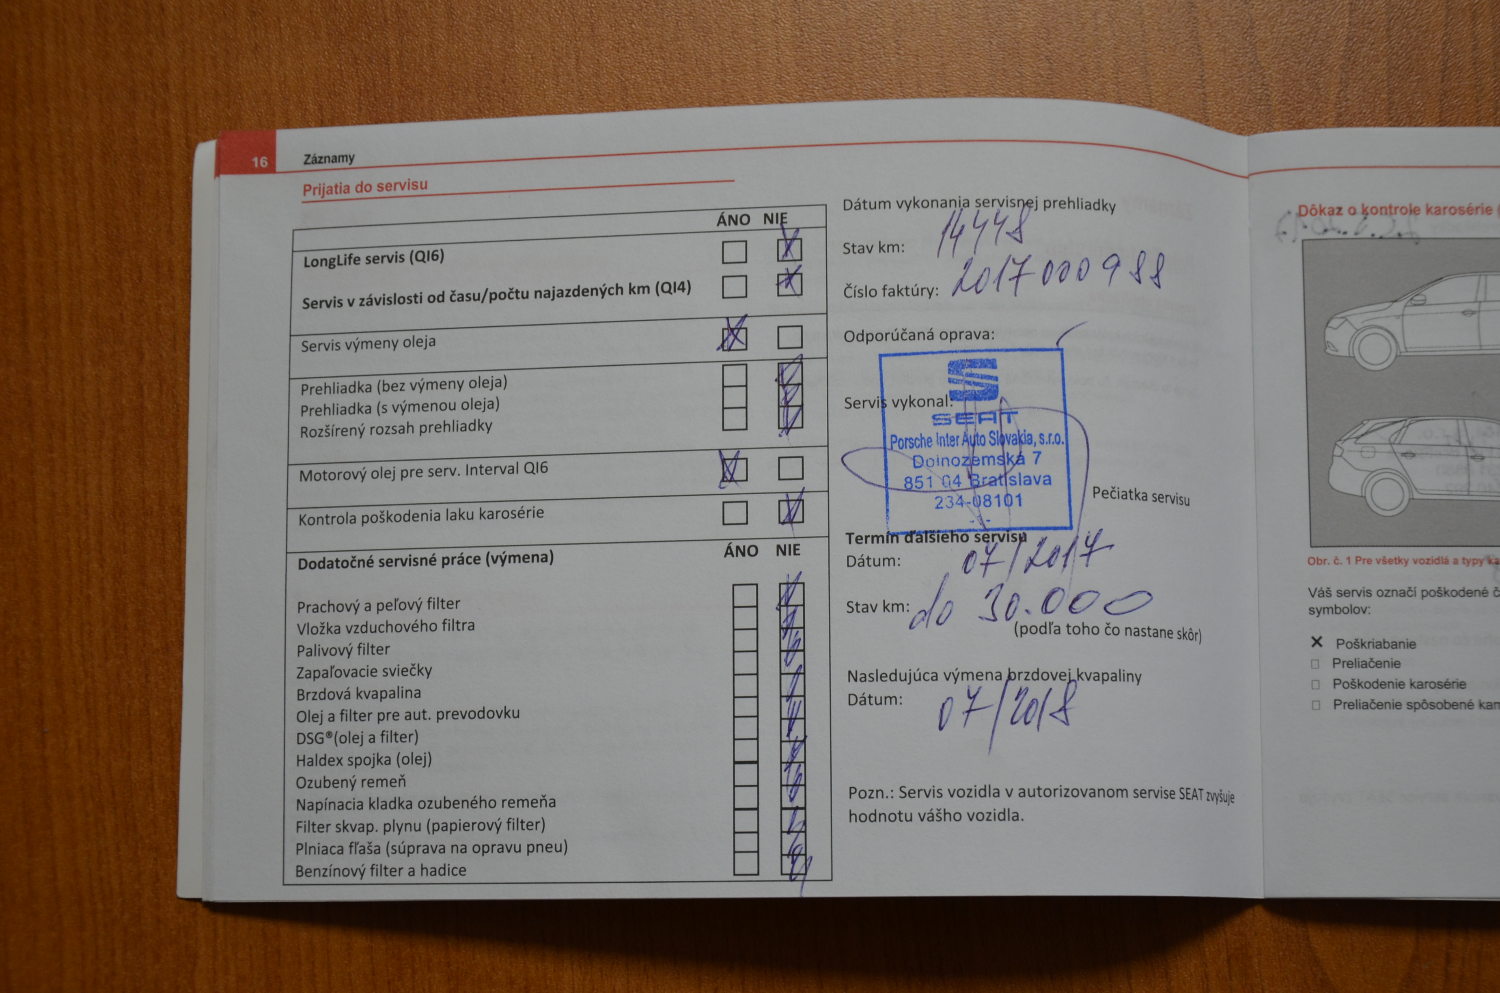 16
Záznamy
Prijatia do servisu
ÁNO NIE
LongLife servis (QI6)
Servis v závislosti od času/počtu najazdených km (QI4)
Servis výmeny oleja
Prehliadka (bez výmeny oleja)
Prehliadka (s výmenou oleja)
Rozšírený rozsah prehliadky
Motorový olej pre serv. Interval QI6
Kontrola poškodenia laku karosérie
Dodatočné servisné práce (výmena) ÁNO NIE
Prachový a peľový filter
Vložka vzduchového filtra
Palivový filter
Zapaľovacie sviečky
Brzdová kvapalina
Olej a filter pre aut. prevodovku
DSG®(olej a filter)
Haldex spojka (olej)
Ozubený remeň
Napínacia kladka ozubeného remeňa
Filter skvap. plynu (papierový filter)
Plniaca fľaša (súprava na opravu pneu)
Benzínový filter a hadice
Dátum vykonania servisnej prehliadky
Stav km: 14448
Číslo faktúry: 2017000988
Odporúčaná oprava:
Servis vykonal:
SEAT
Porsche Inter Auto Slovakia, s.r.o.
Dolnozemská 7
851 04 Bratislava
234-08101
Pečiatka servisu
Termín ďalšieho servisu
Dátum: 07/2017
Stav km: do 30.000
(podľa toho čo nastane skôr)
Nasledujúca výmena brzdovej kvapaliny
Dátum: 07/2018
Pozn.: Servis vozidla v autorizovanom servise SEAT zvyšuje
hodnotu vášho vozidla.
Dôkaz o kontrole karosérie
Obr. č. 1 Pre všetky vozidlá a typy
Váš servis označí poškodené
symbolov:
Poškriabanie
Preliačenie
Poškodenie karosérie
Preliačenie spôsobené